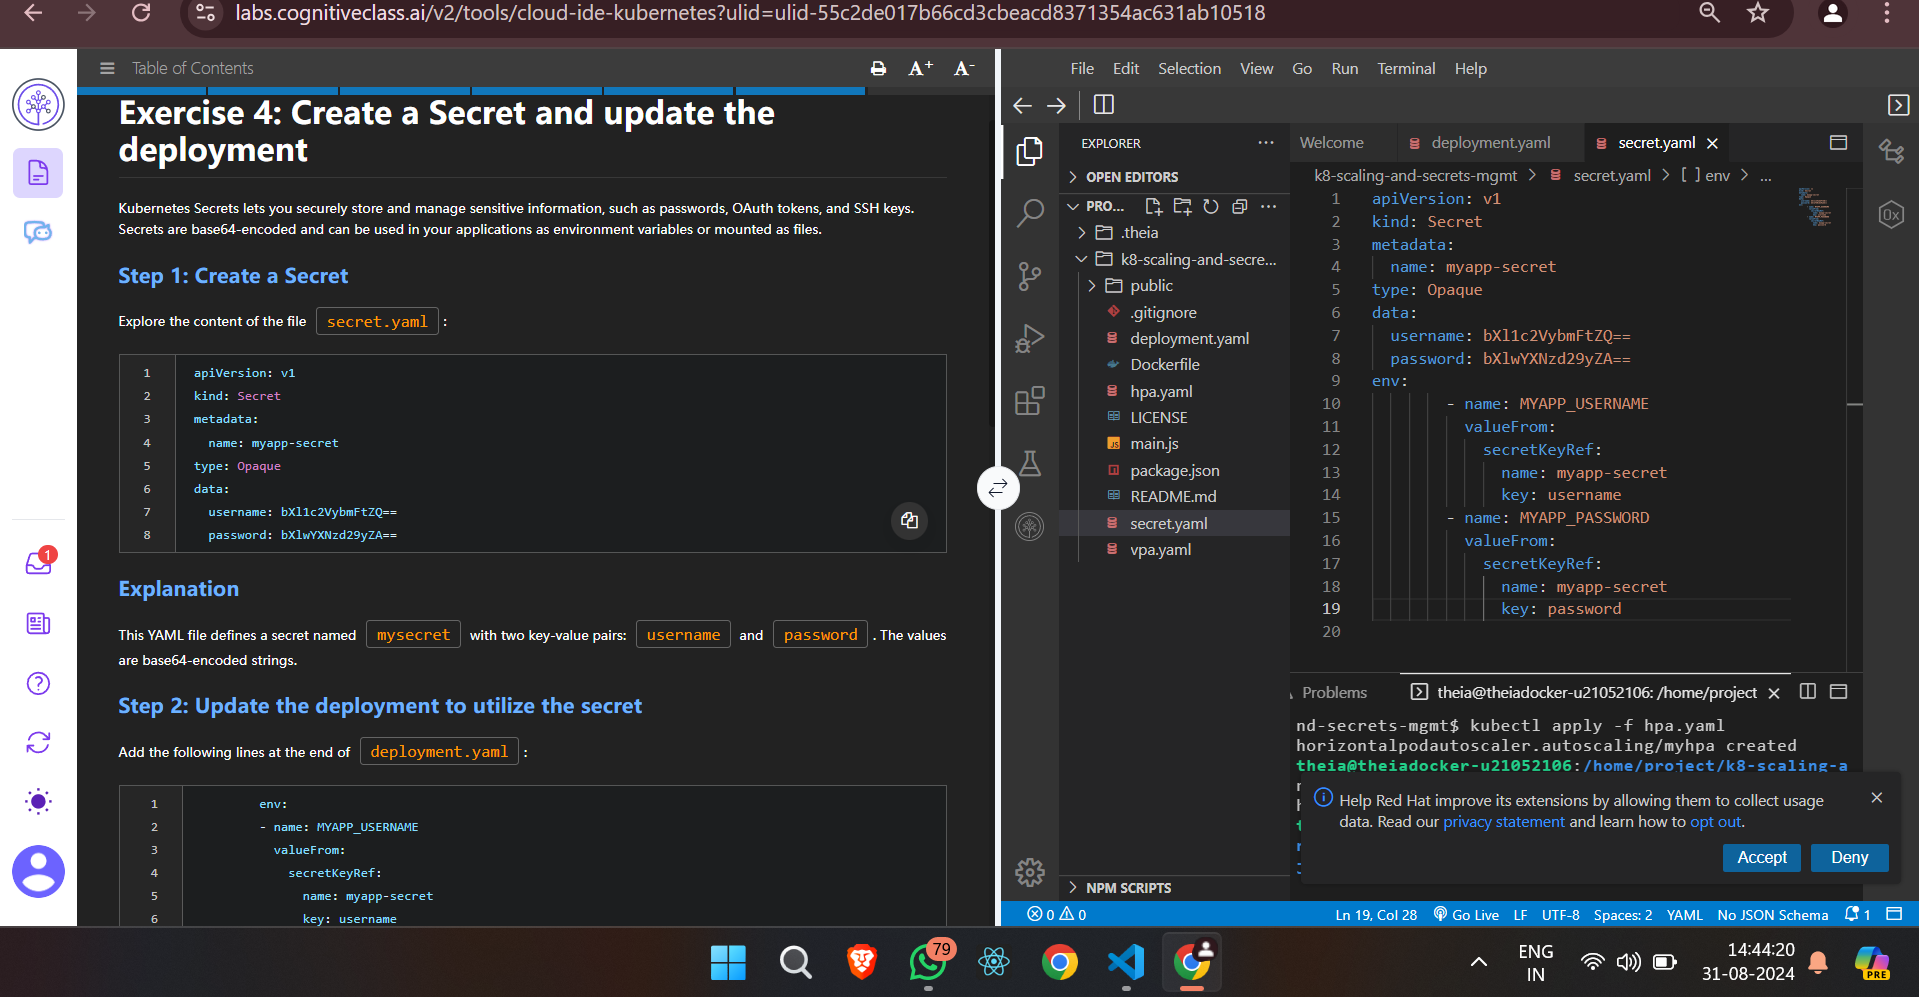 labs.cognitiveclass.ai/v2/tools/cloud-ide-kubernetes?ulid=ulid-55c2de017b66cd3cbeacd8371354ac631ab10518
Table of Contents
A+
A-
Exercise 4: Create a Secret and update the
deployment
Kubernetes Secrets lets you securely store and manage sensitive information, such as passwords, OAuth tokens, and SSH keys.
Secrets are base64-encoded and can be used in your applications as environment variables or mounted as files.
Step 1: Create a Secret
Explore the content of the file secret.yaml :
1 apiVersion: v1
2 kind: Secret
3 metadata:
4 name: myapp-secret
5 type: Opaque
6 data:
7 username: bXl1c2VybmFtZQ==
8 password: bXlwYXNzd29yZA==
Explanation
This YAML file defines a secret named mysecret with two key-value pairs: username and password . The values
are base64-encoded strings.
Step 2: Update the deployment to utilize the secret
Add the following lines at the end of deployment.yaml :
1 env:
2 - name: MYAPP_USERNAME
3 valueFrom:
4 secretKeyRef:
5 name: myapp-secret
6 key: username
1
File Edit Selection View Go Run Terminal Help
EXPLORER
OPEN EDITORS
PRO...
.theia
k8-scaling-and-secre...
public
.gitignore
deployment.yaml
Dockerfile
hpa.yaml
LICENSE
main.js
package.json
README.md
secret.yaml
vpa.yaml
NPM SCRIPTS
Welcome deployment.yaml secret.yaml
k8-scaling-and-secrets-mgmt > secret.yaml > [ ] env > ...
1 apiVersion: v1
2 kind: Secret
3 metadata:
4 name: myapp-secret
5 type: Opaque
6 data:
7 username: bXl1c2VybmFtZQ==
8 password: bXlwYXNzd29yZA==
9 env:
10 - name: MYAPP_USERNAME
11 valueFrom:
12 secretKeyRef:
13 name: myapp-secret
14 key: username
15 - name: MYAPP_PASSWORD
16 valueFrom:
17 secretKeyRef:
18 name: myapp-secret
19 key: password
20
Problems theia@theiadocker-u21052106: /home/project
nd-secrets-mgmt$ kubectl apply -f hpa.yaml
horizontalpodautoscaler.autoscaling/myhpa created
theia@theiadocker-u21052106:/home/project/k8-scaling-a
Help Red Hat improve its extensions by allowing them to collect usage
data. Read our privacy statement and learn how to opt out.
Accept Deny
0 0 Ln 19, Col 28 Go Live LF UTF-8 Spaces: 2 YAML No JSON Schema 1
79
ENG
IN
14:44:20
31-08-2024
PRE